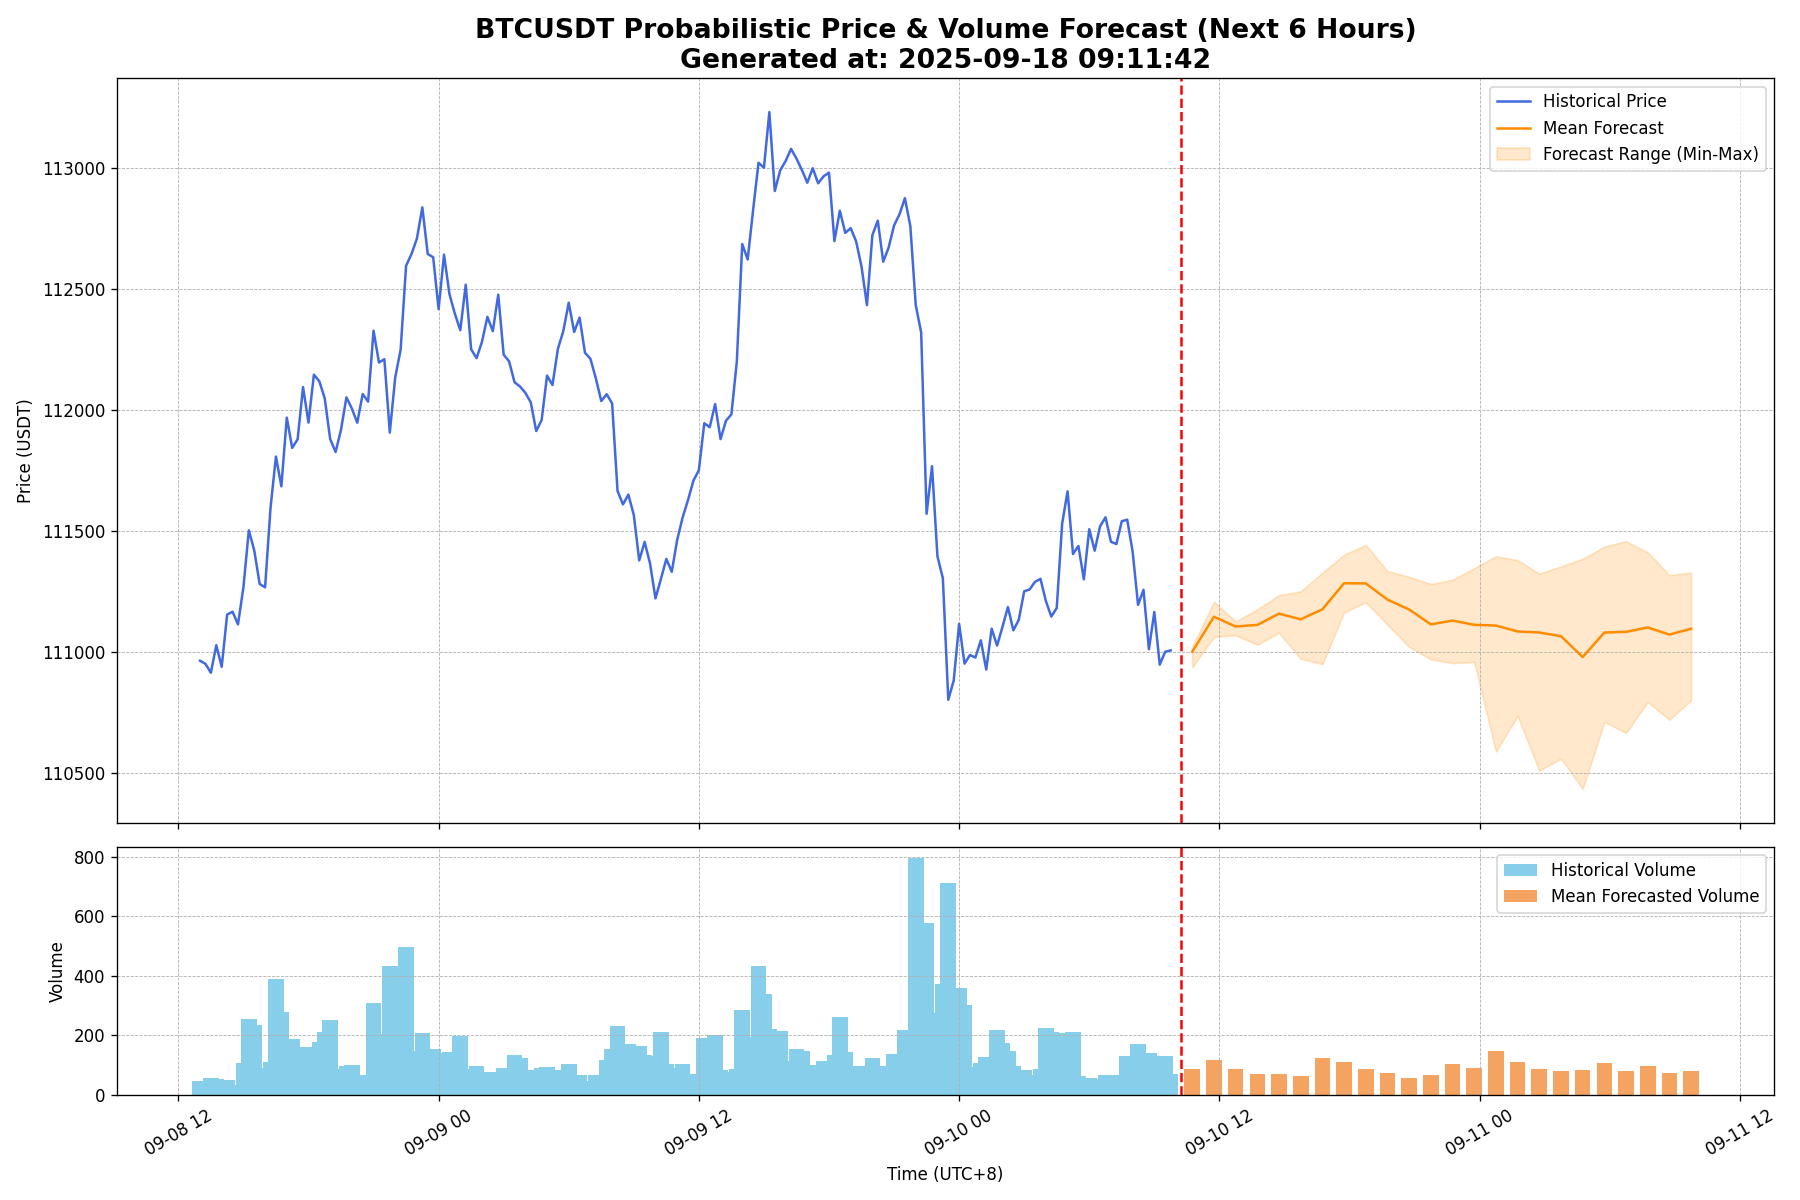 BTCUSDT Probabilistic Price & Volume Forecast (Next 6 Hours)
Generated at: 2025-09-18 09:11:42
Historical Price
Mean Forecast
Forecast Range (Min-Max)
113000
112500
112000
111500
111000
110500
Price (USDT)
Historical Volume
Mean Forecasted Volume
800
600
400
200
0
Volume
09-08 12
09-09 00
09-09 12
09-10 00
09-10 12
09-11 00
09-11 12
Time (UTC+8)